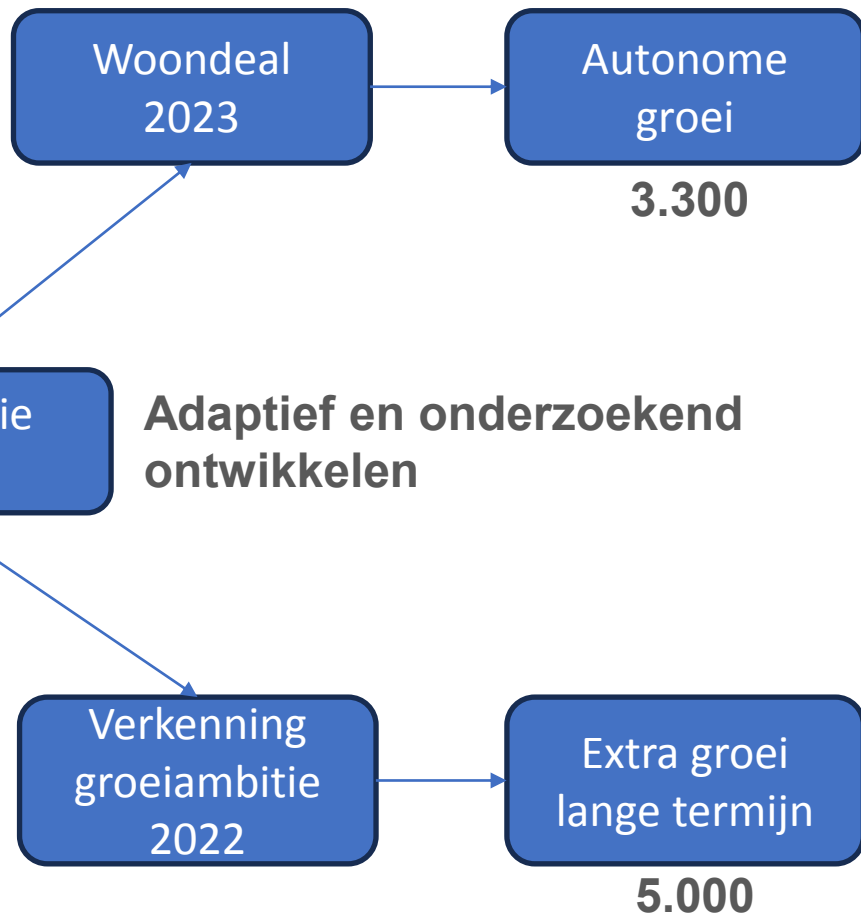 Woondeal
2023
Autonome
groei
3.300
ie
Adaptief en onderzoekend
ontwikkelen
Verkenning
groeiambitie
2022
Extra groei
lange termijn
5.000